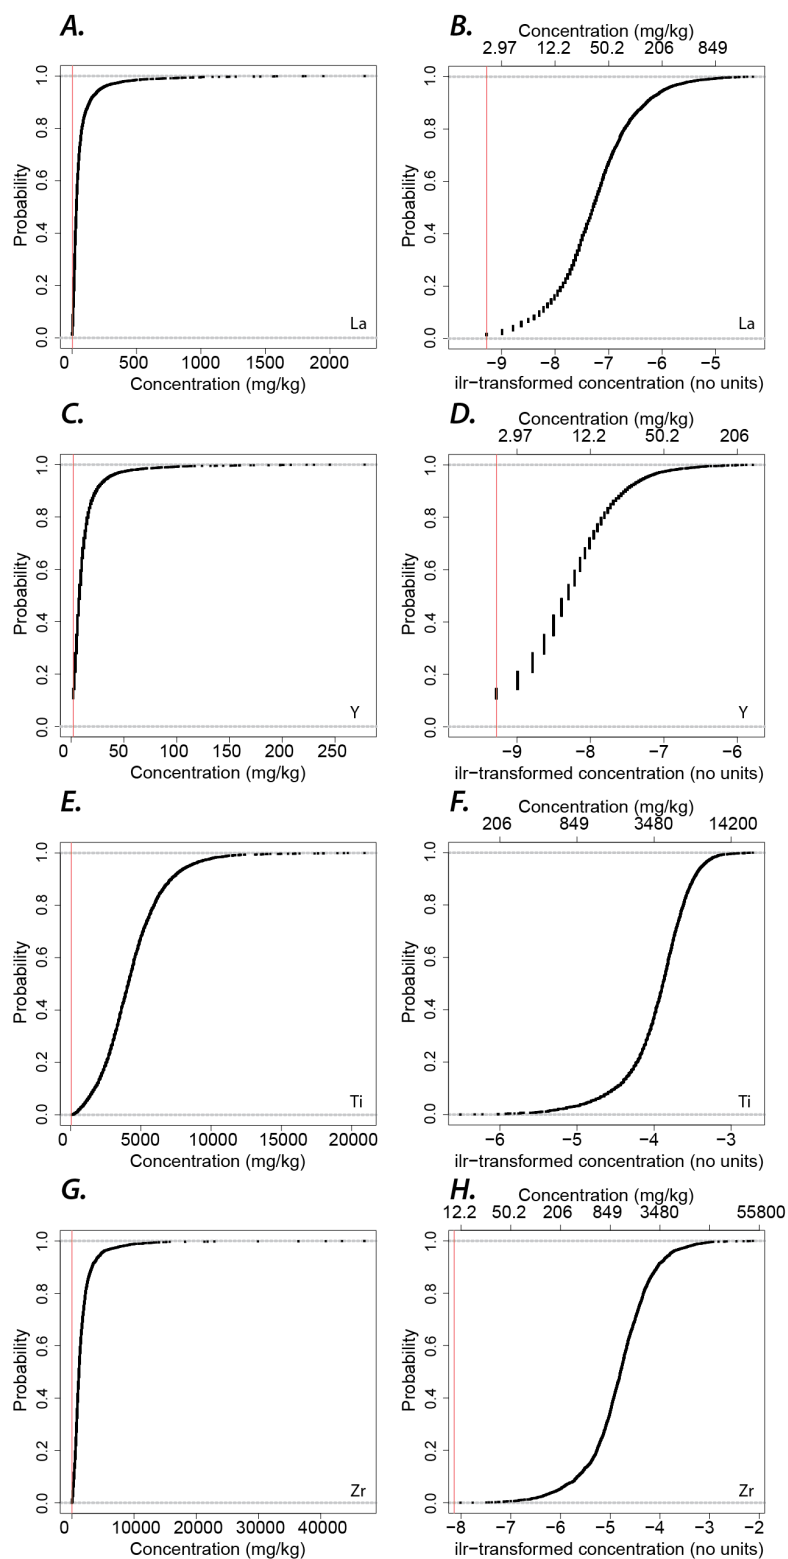 A.
1.0
0.8
0.6
0.4
0.2
0.0
Probability
La
0 500 1000 1500 2000
Concentration (mg/kg)
B.
Concentration (mg/kg)
2.97 12.2 50.2 206 849
1.0
0.8
0.6
0.4
0.2
0.0
Probability
La
−9 −8 −7 −6 −5
ilr−transformed concentration (no units)
C.
1.0
0.8
0.6
0.4
0.2
0.0
Probability
Y
0 50 100 150 200 250
Concentration (mg/kg)
D.
Concentration (mg/kg)
2.97 12.2 50.2 206
1.0
0.8
0.6
0.4
0.2
0.0
Probability
Y
−9 −8 −7 −6
ilr−transformed concentration (no units)
E.
1.0
0.8
0.6
0.4
0.2
0.0
Probability
Ti
0 5000 10000 15000 20000
Concentration (mg/kg)
F.
Concentration (mg/kg)
206 849 3480 14200
1.0
0.8
0.6
0.4
0.2
0.0
Probability
Ti
−6 −5 −4 −3
ilr−transformed concentration (no units)
G.
1.0
0.8
0.6
0.4
0.2
0.0
Probability
Zr
0 10000 20000 30000 40000
Concentration (mg/kg)
H.
Concentration (mg/kg)
12.2 50.2 206 849 3480 55800
1.0
0.8
0.6
0.4
0.2
0.0
Probability
Zr
−8 −7 −6 −5 −4 −3 −2
ilr−transformed concentration (no units)